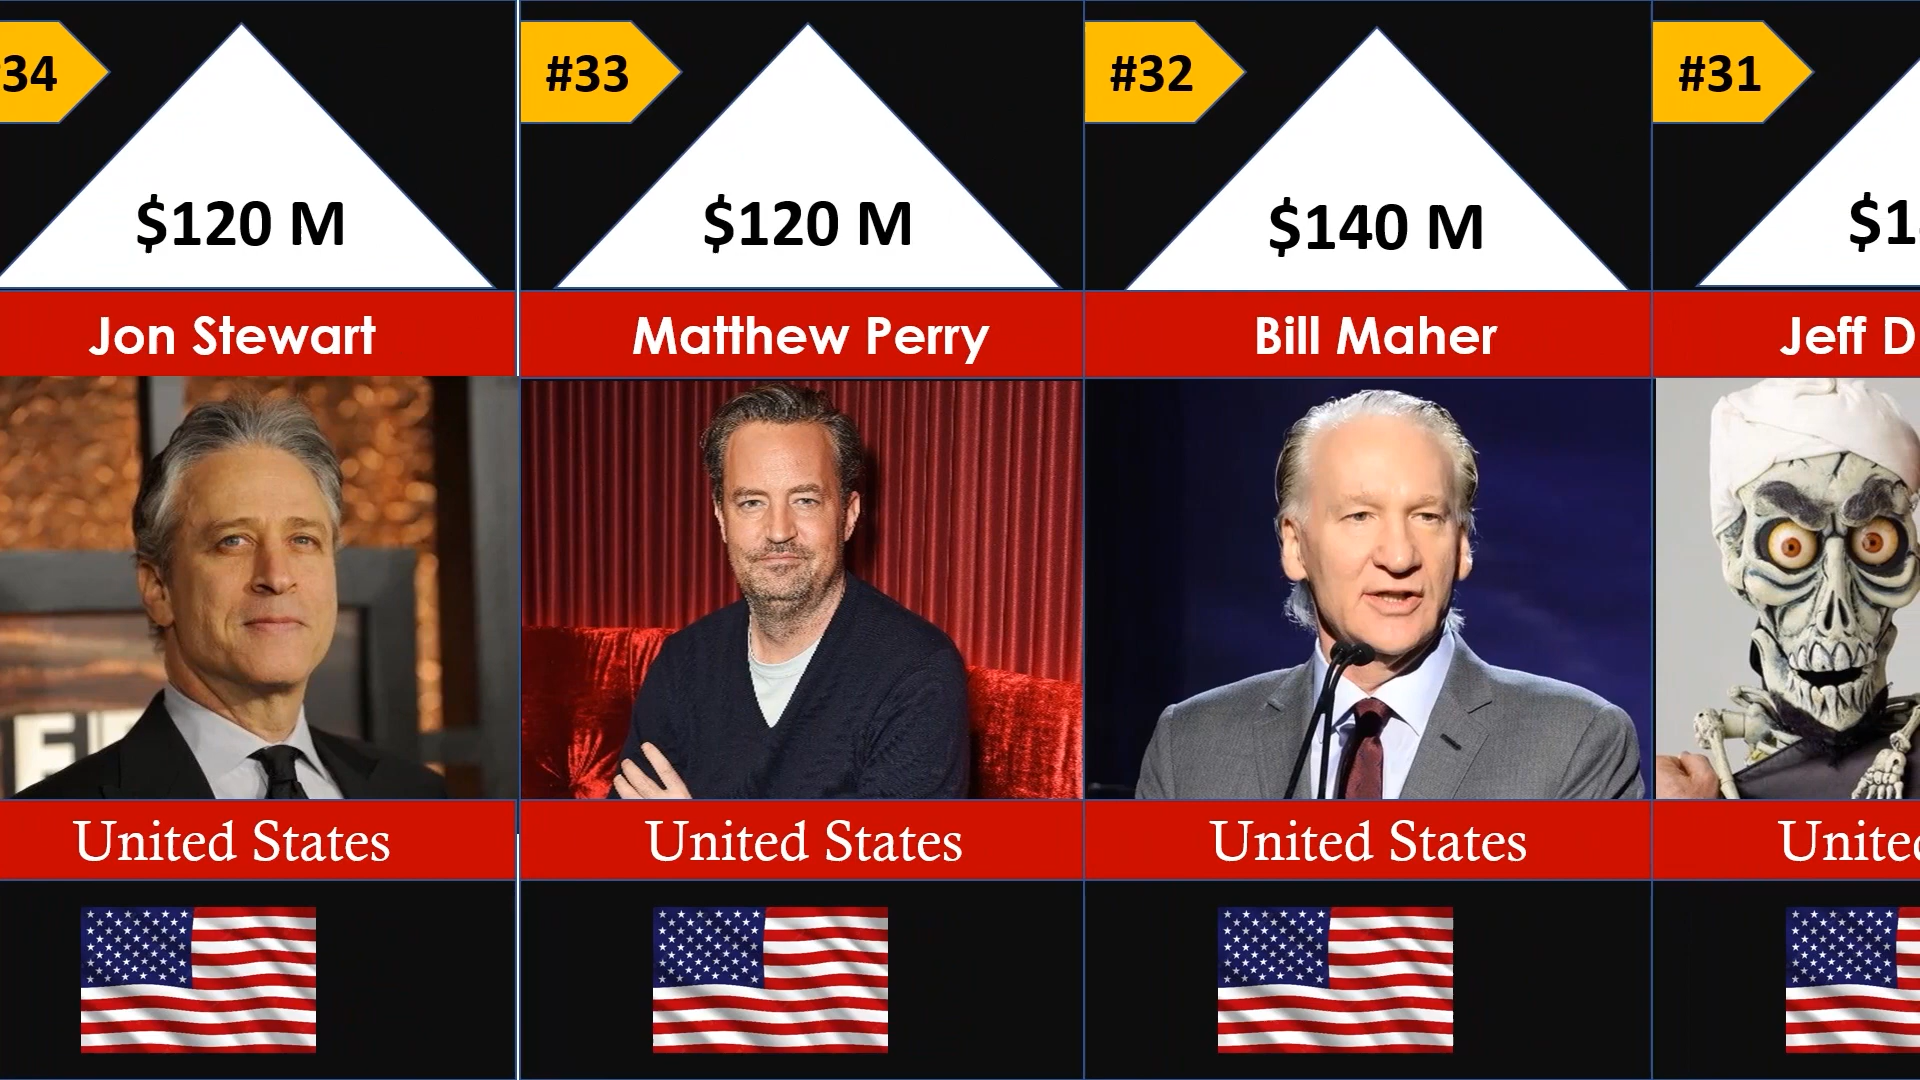 #34
$120 M
Jon Stewart
United States
#33
$120 M
Matthew Perry
United States
#32
$140 M
Bill Maher
United States
#31
$1
Jeff D
Unite